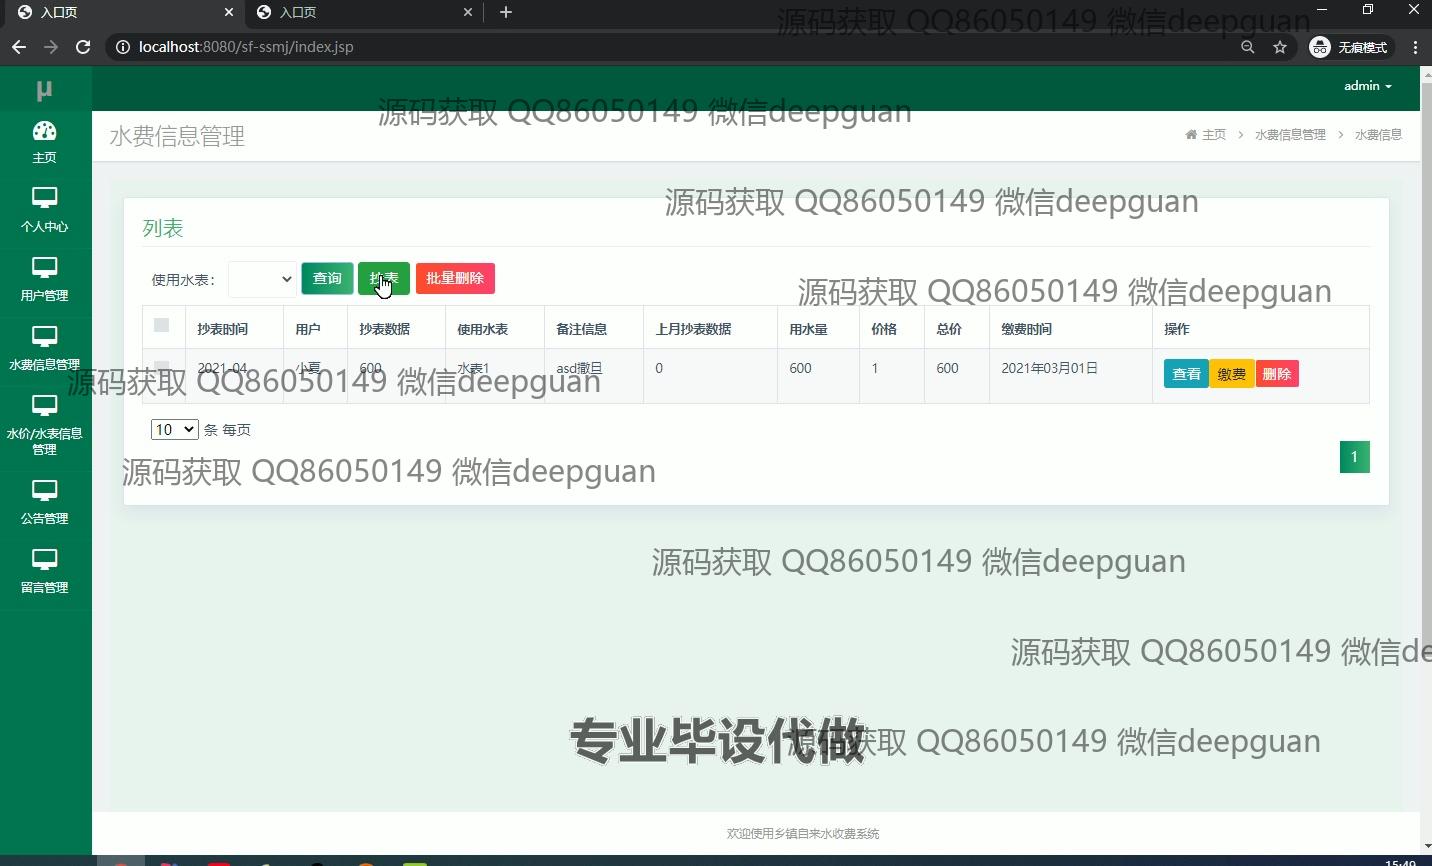 入口页
入口页
源码获取 QQ86050149 微信deepguan
localhost:8080/sf-ssmj/index.jsp
无痕模式
μ
admin
源码获取 QQ86050149 微信deepguan
主页
水费信息管理
主页 > 水费信息管理 > 水费信息
个人中心
源码获取 QQ86050149 微信deepguan
列表
用户管理
使用水表：
查询
抄表
批量删除
源码获取 QQ86050149 微信deepguan
抄表时间 用户 抄表数据 使用水表 备注信息 上月抄表数据 用水量 价格 总价 缴费时间 操作
水费信息管理
2021-04 小夏 600 水表1 asd撒旦 0 600 1 600 2021年03月01日 查看 缴费 删除
源码获取 QQ86050149 微信deepguan
水价/水表信息
管理
10 条 每页
1
源码获取 QQ86050149 微信deepguan
公告管理
源码获取 QQ86050149 微信deepguan
留言管理
源码获取 QQ86050149 微信de
专业毕设代做
源码获取 QQ86050149 微信deepguan
欢迎使用乡镇自来水收费系统
15:49